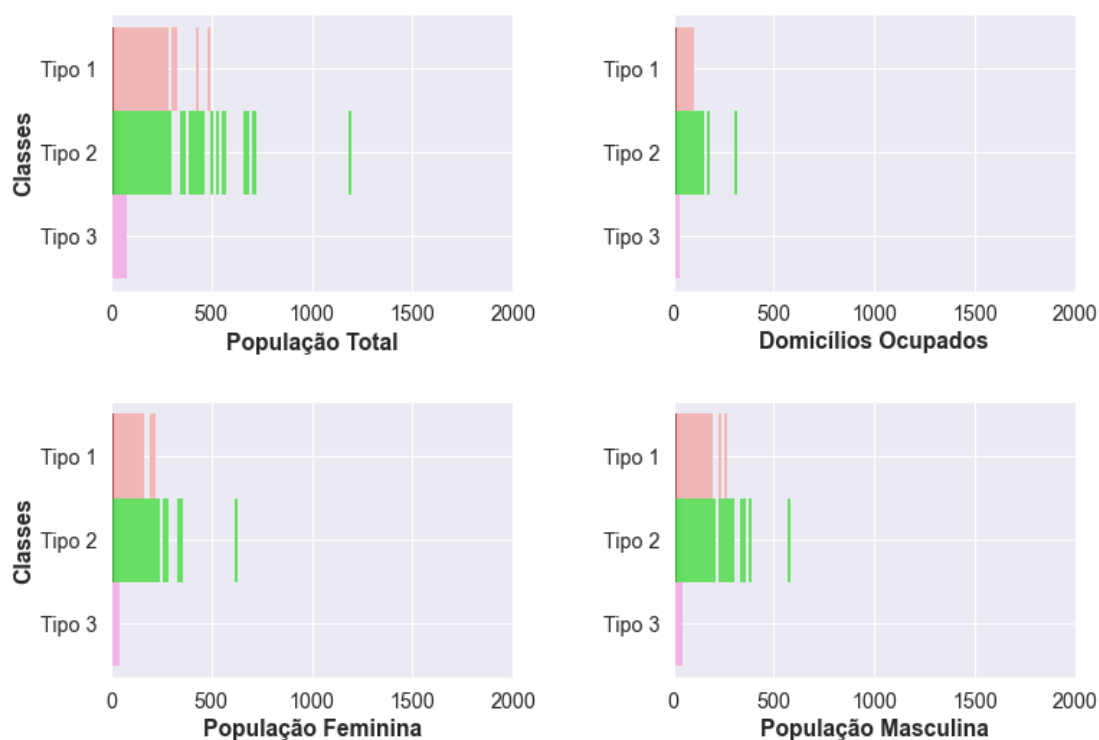 Classes
Tipo 1
Tipo 2
Tipo 3
0 500 1000 1500 2000
População Total
Tipo 1
Tipo 2
Tipo 3
0 500 1000 1500 2000
Domicílios Ocupados
Classes
Tipo 1
Tipo 2
Tipo 3
0 500 1000 1500 2000
População Feminina
Tipo 1
Tipo 2
Tipo 3
0 500 1000 1500 2000
População Masculina